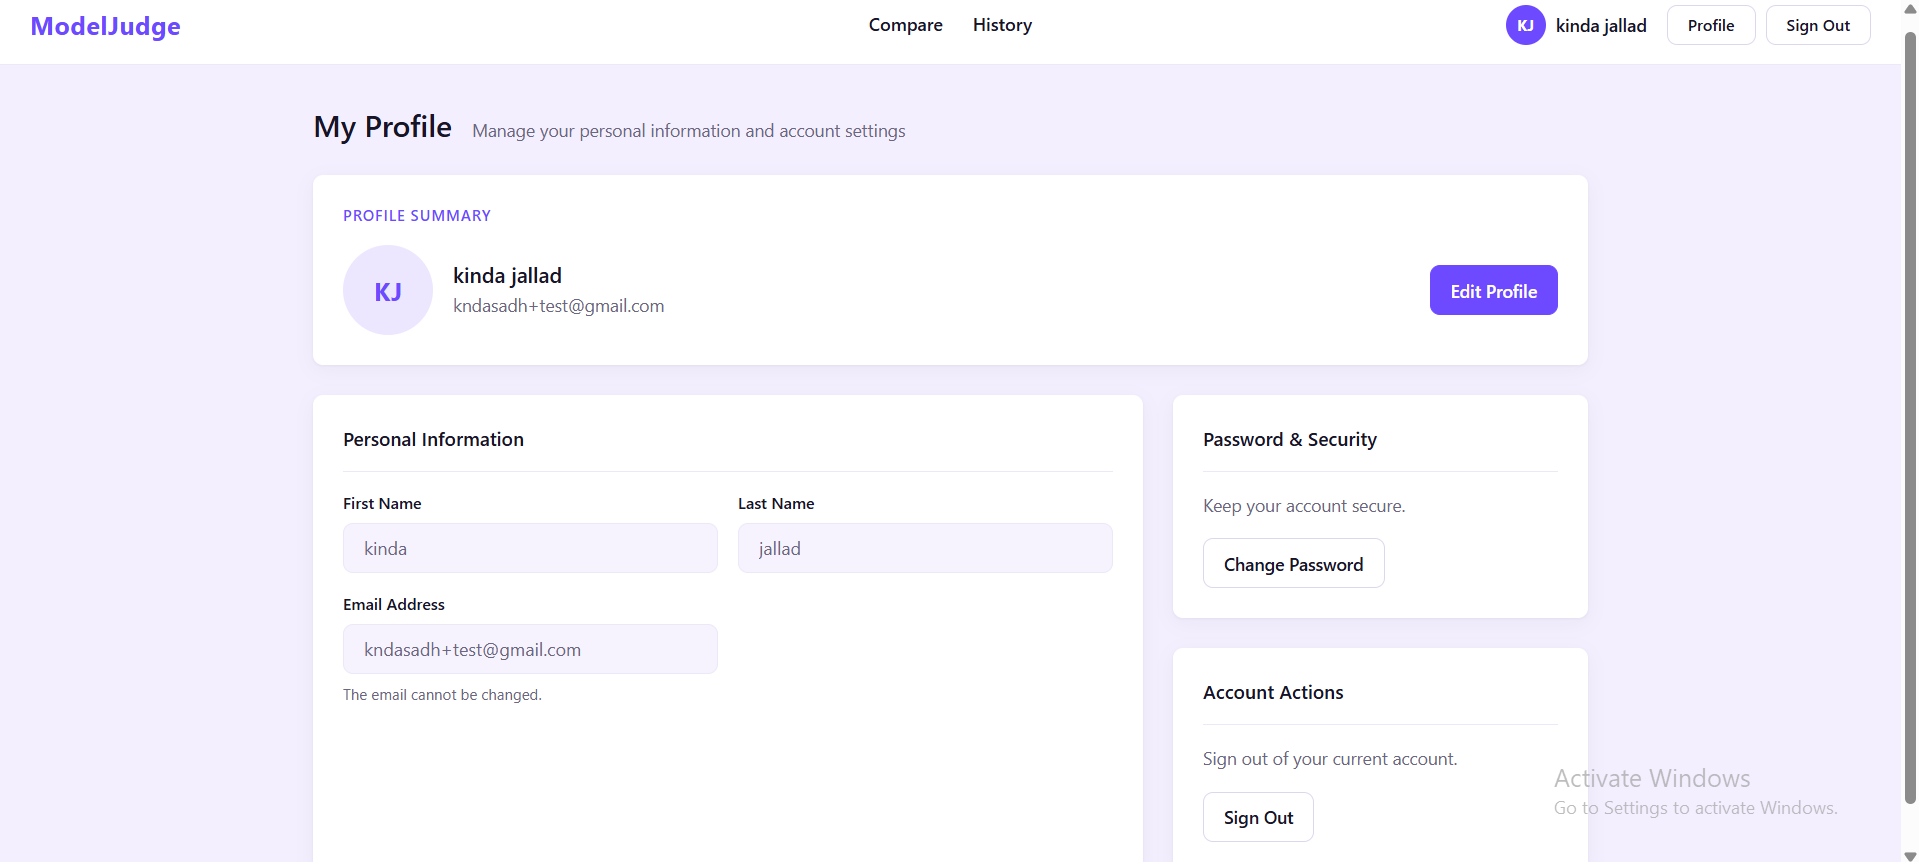 ModelJudge
Compare
History
KJ
kinda jallad
Profile
Sign Out
My Profile
Manage your personal information and account settings
PROFILE SUMMARY
KJ
kinda jallad
kndasadh+test@gmail.com
Edit Profile
Personal Information
First Name
Last Name
kinda
jallad
Email Address
kndasadh+test@gmail.com
The email cannot be changed.
Password & Security
Keep your account secure.
Change Password
Account Actions
Sign out of your current account.
Sign Out
Activate Windows
Go to Settings to activate Windows.